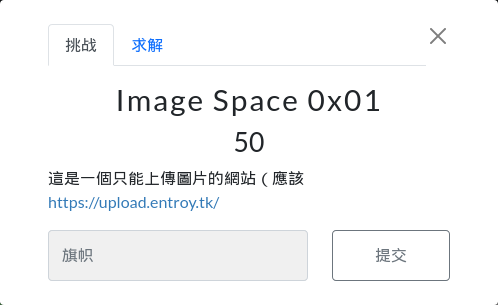 挑战 求解
Image Space 0x01
50
這是一個只能上傳圖片的網站（應該
https://upload.entroy.tk/
旗帜 提交